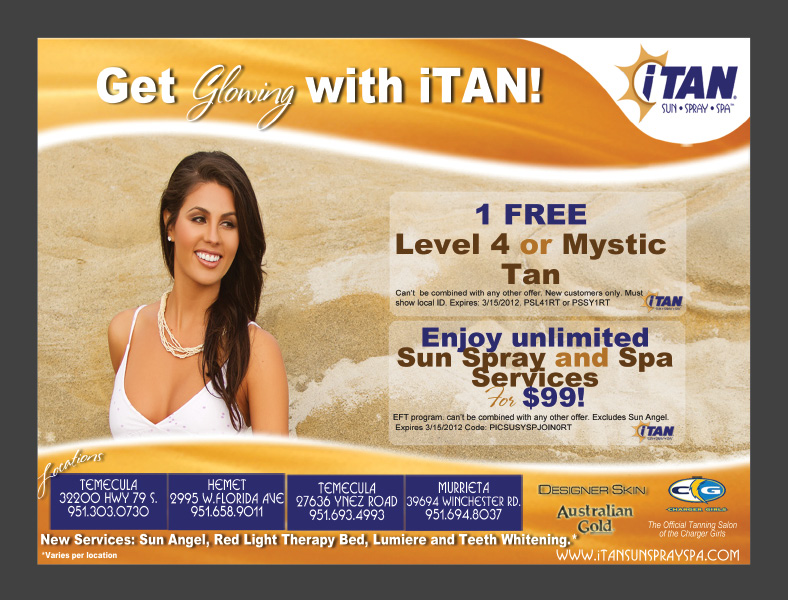 Get Glowing with iTAN!
iTAN®
SUN • SPRAY • SPA™
1 FREE
Level 4 or Mystic
Tan
Can't be combined with any other offer. New customers only. Must
show local ID. Expires: 3/15/2012. PSL41RT or PSSY1RT
iTAN
Enjoy unlimited
Sun Spray and Spa
Services
For $99!
EFT program. can't be combined with any other offer. Excludes Sun Angel.
Expires 3/15/2012 Code: PICSUSYSPJOIN0RT
iTAN
Locations
TEMECULA
32200 HWY 79 S.
951.303.0730
HEMET
2995 W.FLORIDA AVE
951.658.9011
TEMECULA
27636 YNEZ ROAD
951.693.4993
MURRIETA
39694 WINCHESTER RD.
951.694.8037
DESIGNER SKIN
Australian
Gold
CG
CHARGER GIRLS
The Official Tanning Salon
of the Charger Girls
New Services: Sun Angel, Red Light Therapy Bed, Lumiere and Teeth Whitening.*
*Varies per location
WWW.iTANSUNSPRAYSPA.COM